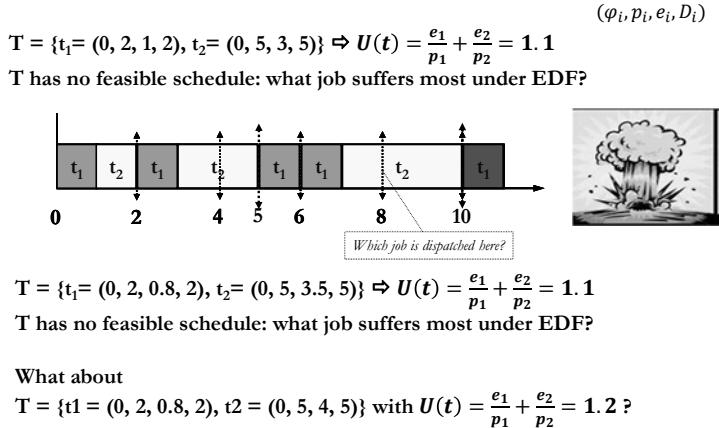 (φᵢ, pᵢ, eᵢ, Dᵢ)
T = {t₁= (0, 2, 1, 2), t₂= (0, 5, 3, 5)} ⇨ U(t) = e₁/p₁ + e₂/p₂ = 1.1
T has no feasible schedule: what job suffers most under EDF?
t₁ t₂ t₁ t₂ t₁ t₁ t₂ t₁
0 2 4 5 6 8 10
Which job is dispatched here?
T = {t₁= (0, 2, 0.8, 2), t₂= (0, 5, 3.5, 5)} ⇨ U(t) = e₁/p₁ + e₂/p₂ = 1.1
T has no feasible schedule: what job suffers most under EDF?
What about
T = {t1 = (0, 2, 0.8, 2), t2 = (0, 5, 4, 5)} with U(t) = e₁/p₁ + e₂/p₂ = 1.2 ?